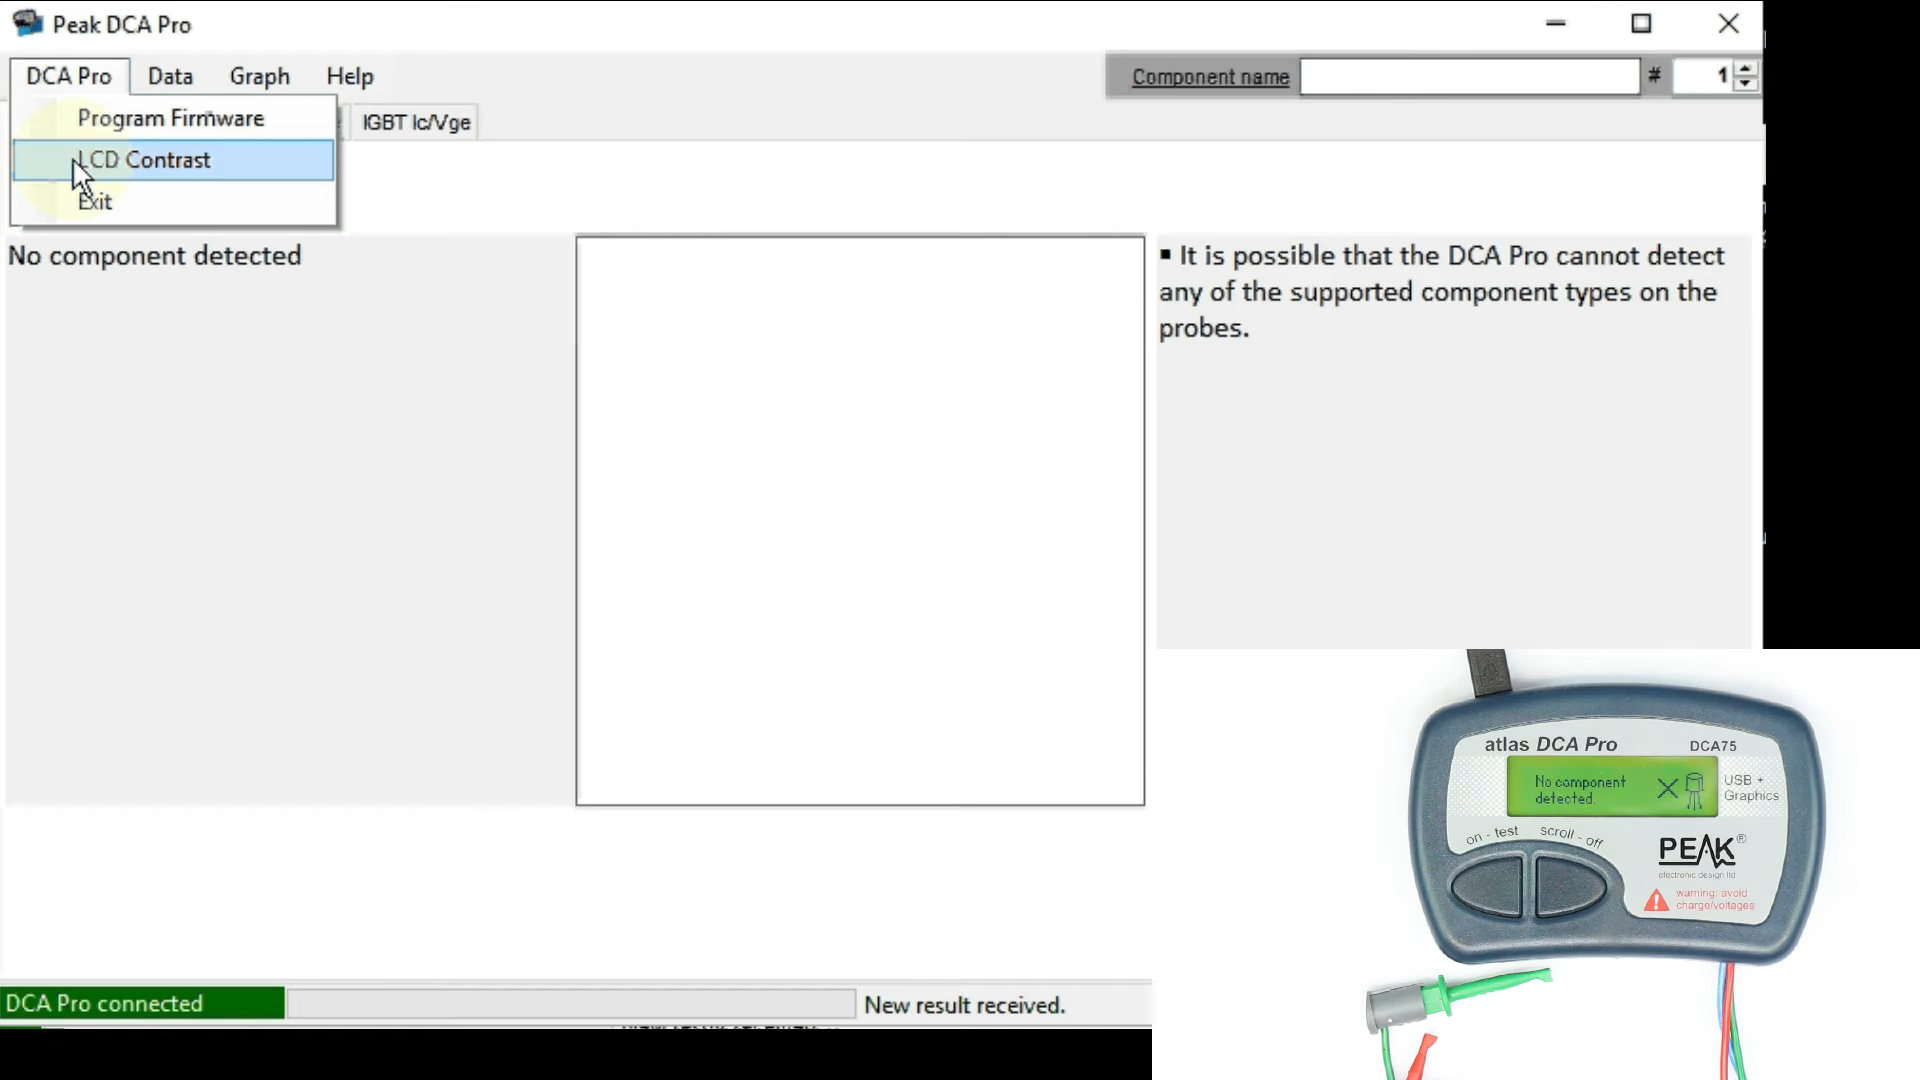 Peak DCA Pro
DCA Pro Data Graph Help
Component name # 1
Program Firmware
IGBT Ic/Vge
LCD Contrast
Exit
No component detected
▪ It is possible that the DCA Pro cannot detect
any of the supported component types on the
probes.
atlas DCA Pro DCA75
No component
detected.
USB +
Graphics
on - test scroll - off
PEAK®
electronic design ltd
warning: avoid
charge/voltages
DCA Pro connected
New result received.